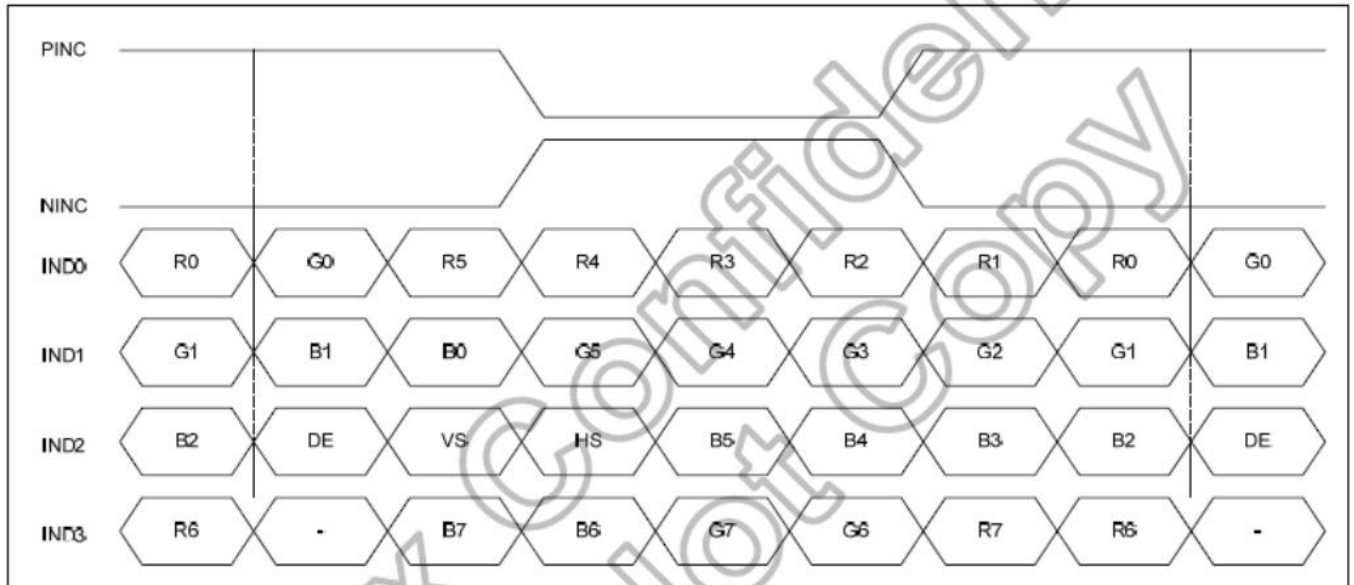 PINC
NINC
IND0 R0 G0 R5 R4 R3 R2 R1 R0 G0
IND1 G1 B1 B0 G5 G4 G3 G2 G1 B1
IND2 B2 DE VS HS B5 B4 B3 B2 DE
IND3 R6 - B7 B6 G7 G6 R7 R6 -
Copy